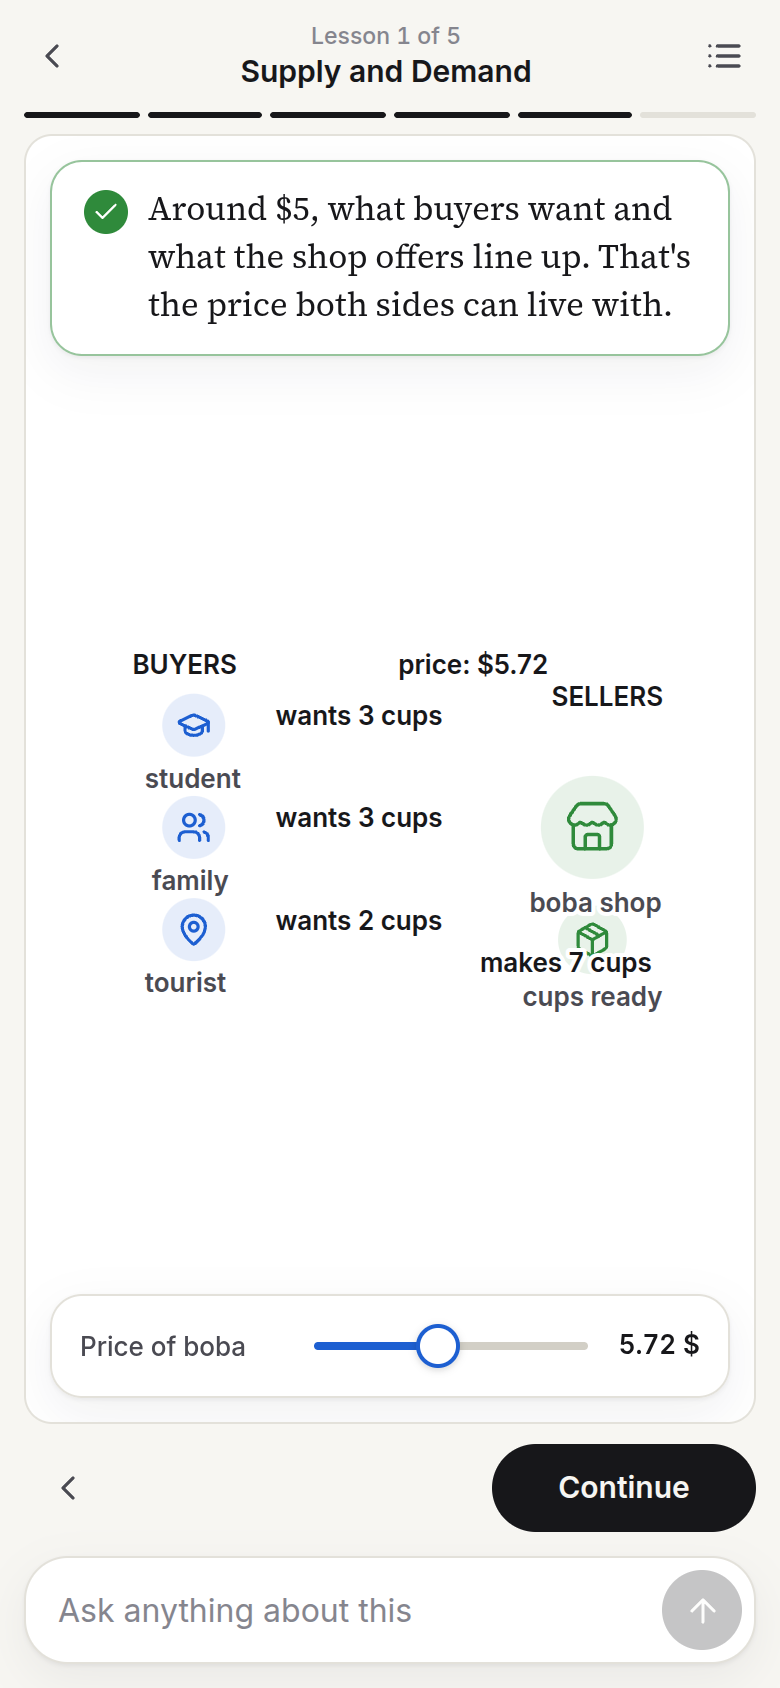 Lesson 1 of 5
Supply and Demand
Around $5, what buyers want and
what the shop offers line up. That's
the price both sides can live with.
BUYERS
price: $5.72
SELLERS
wants 3 cups
student
wants 3 cups
family
boba shop
wants 2 cups
makes 7 cups
tourist
cups ready
Price of boba
5.72 $
Continue
Ask anything about this